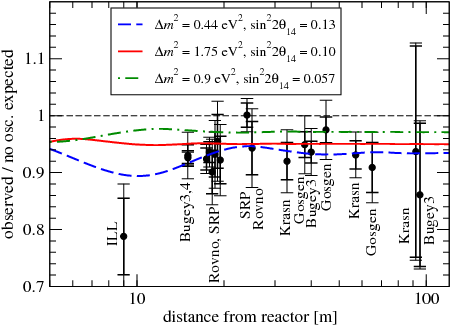 Δm² = 0.44 eV², sin²2θ₁₄ = 0.13
Δm² = 1.75 eV², sin²2θ₁₄ = 0.10
Δm² = 0.9 eV², sin²2θ₁₄ = 0.057
observed / no osc. expected
1.1
1
0.9
0.8
0.7
ILL
Bugey3,4
Rovno, SRP
SRP
Rovno
Krasn
Gosgen
Bugey3
Gosgen
Krasn
Gosgen
Krasn
Bugey3
10
100
distance from reactor [m]